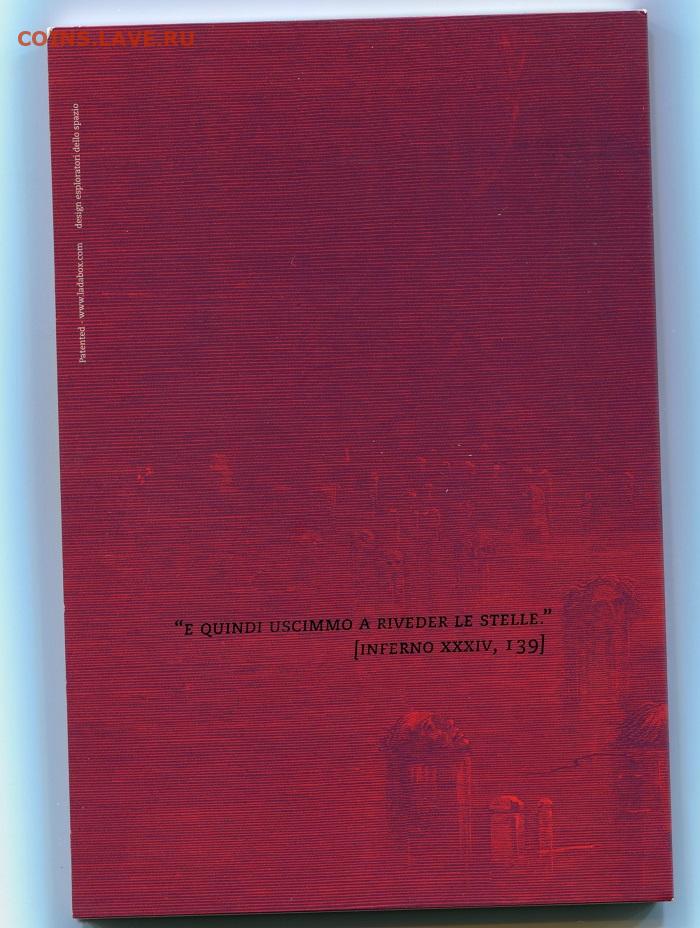 COINS.LAVE.RU
Patented - www.ladabox.com design esploratori dello spazio
“E QUINDI USCIMMO A RIVEDER LE STELLE.”
[INFERNO XXXIV, 139]